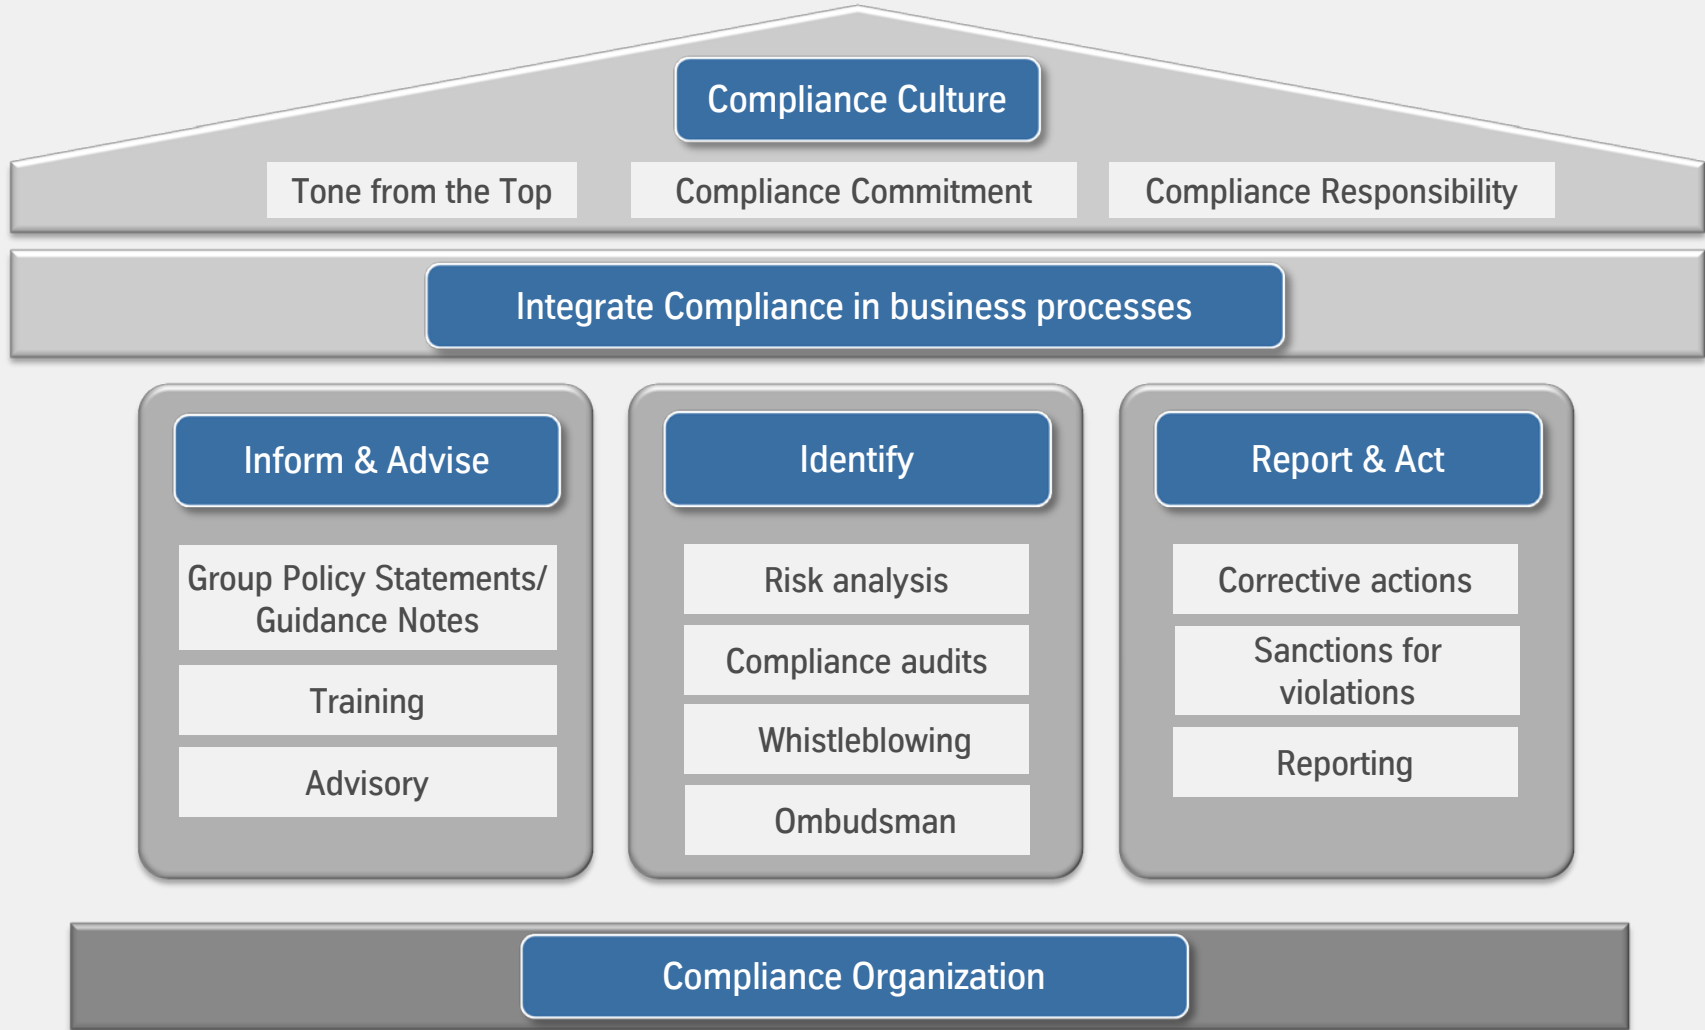 Compliance Culture
Tone from the Top
Compliance Commitment
Compliance Responsibility
Integrate Compliance in business processes
Inform & Advise
Group Policy Statements/
Guidance Notes
Training
Advisory
Identify
Risk analysis
Compliance audits
Whistleblowing
Ombudsman
Report & Act
Corrective actions
Sanctions for
violations
Reporting
Compliance Organization